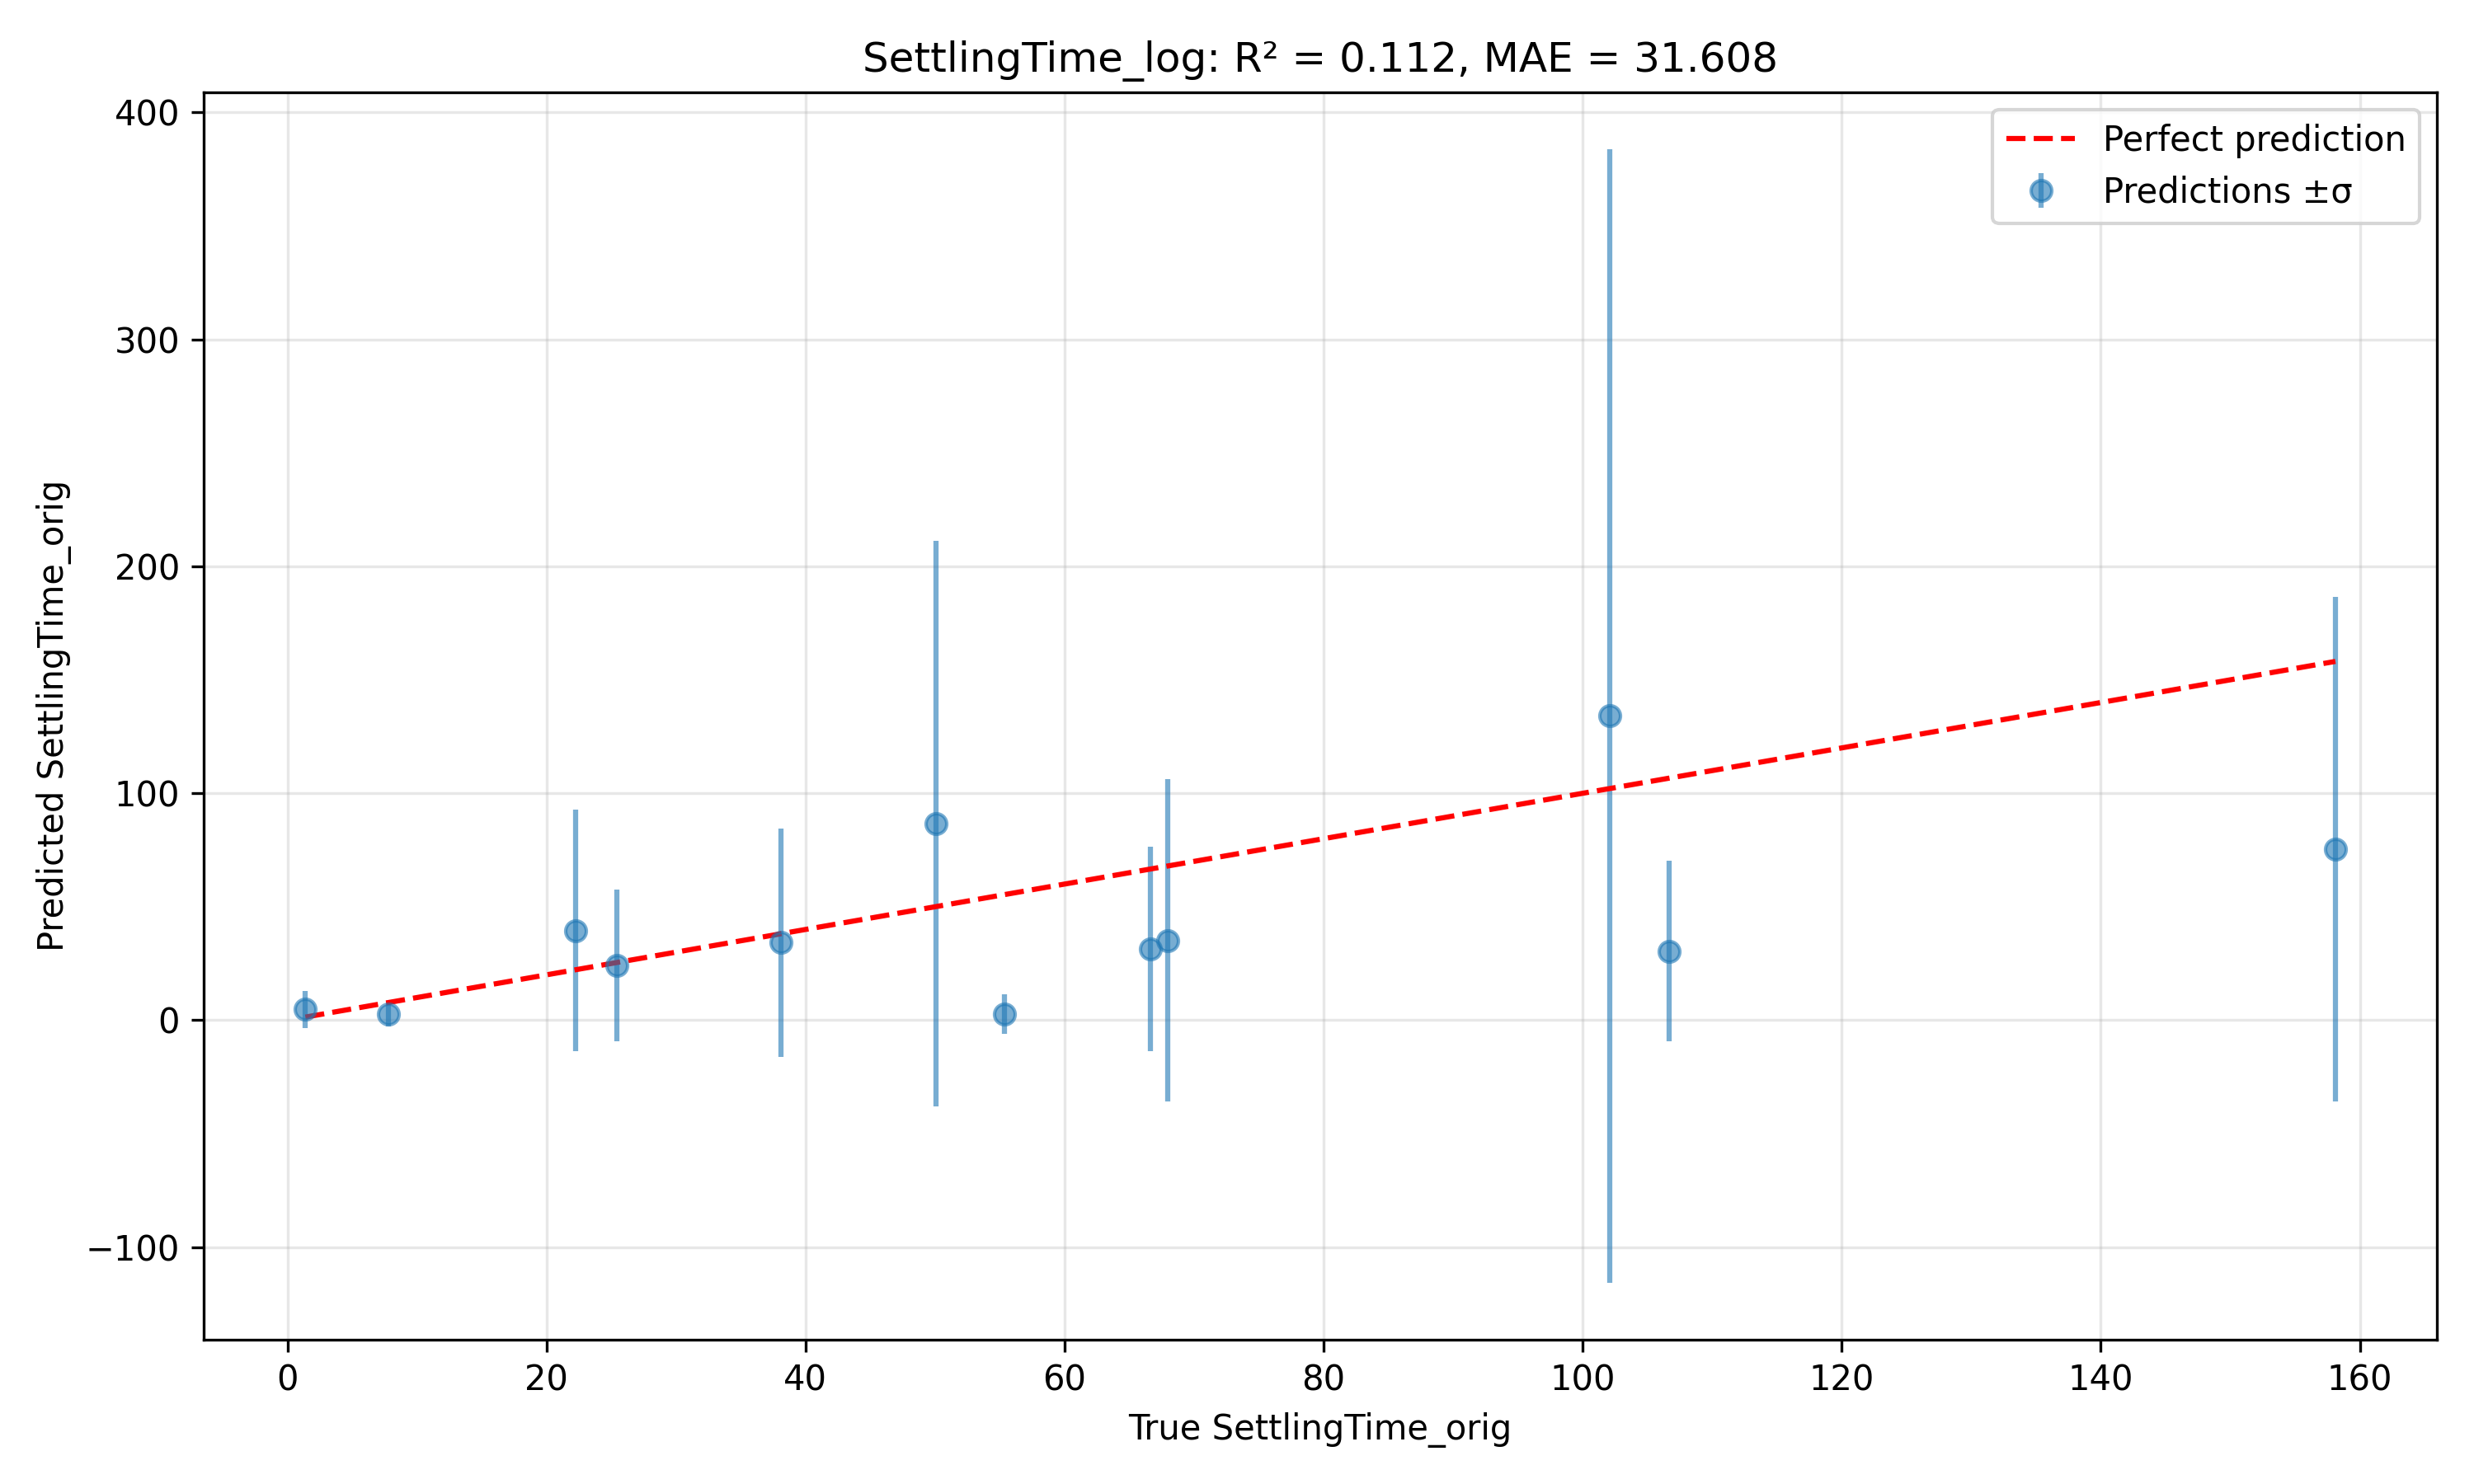 SettlingTime_log: R² = 0.112, MAE = 31.608
Perfect prediction
Predictions ±σ
Predicted SettlingTime_orig
400
300
200
100
0
−100
0 20 40 60 80 100 120 140 160
True SettlingTime_orig